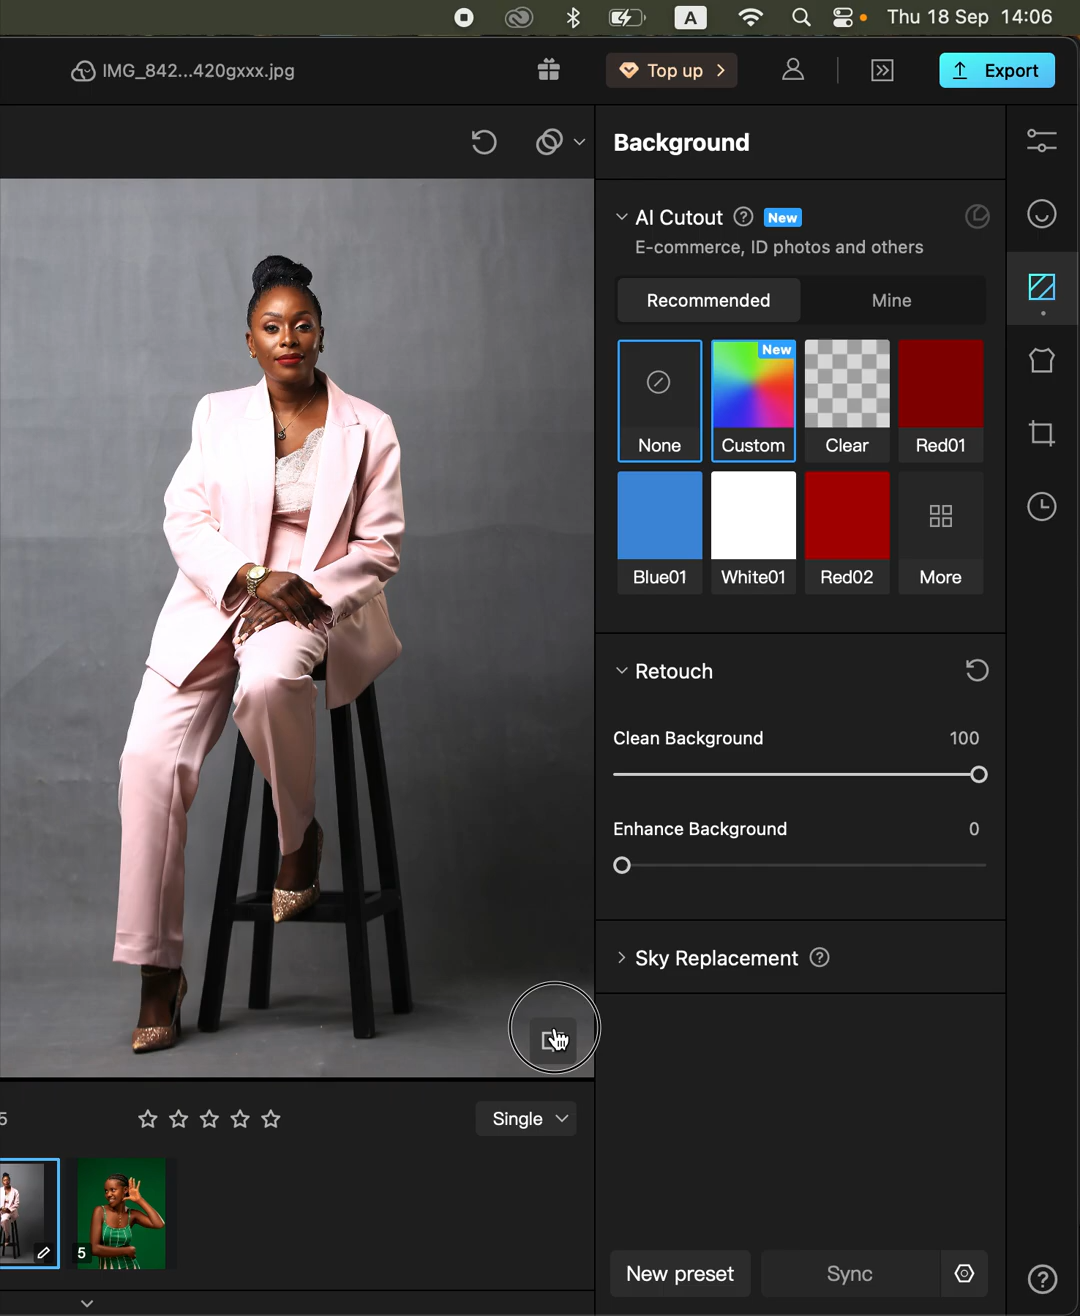 A
Thu 18 Sep 14:06
IMG_842...420gxxx.jpg
Top up
Export
Background
AI Cutout ? New
E-commerce, ID photos and others
Recommended
Mine
New
None
Custom
Clear
Red01
Blue01
White01
Red02
More
Retouch
Clean Background 100
Enhance Background 0
Sky Replacement ?
5
Single
5
New preset
Sync
?